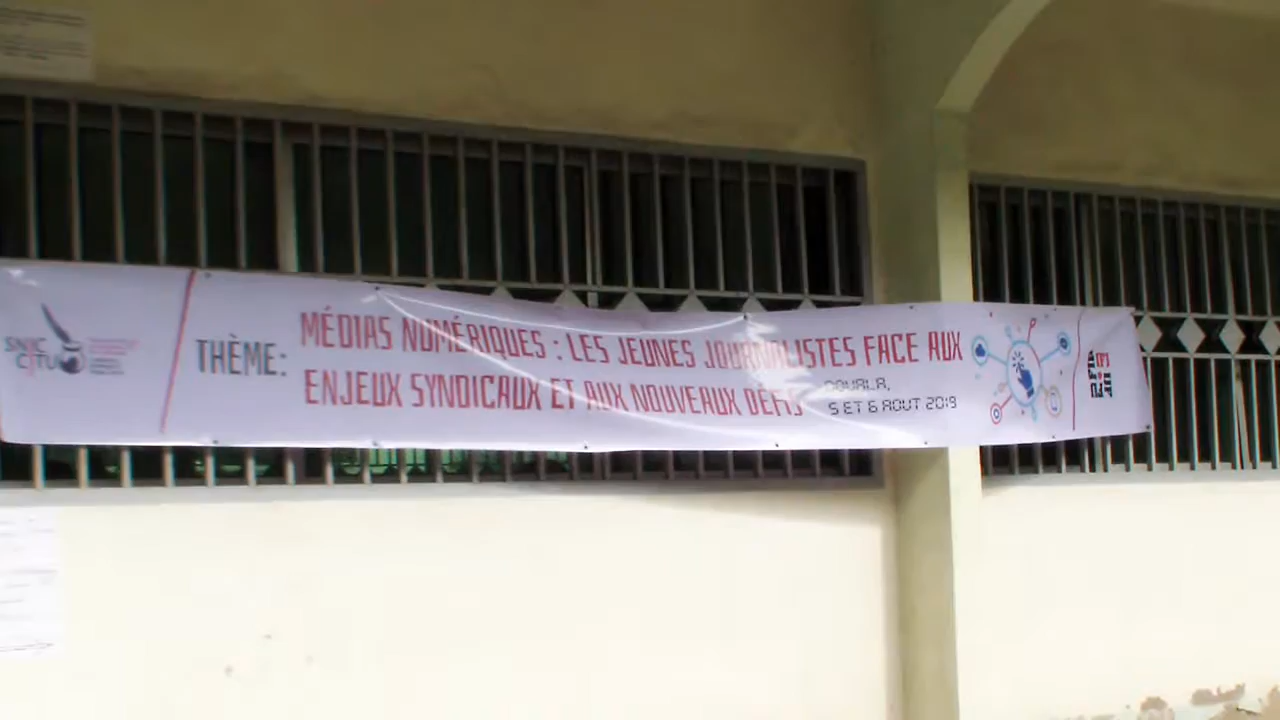 SNJC
CJTU
THÈME:
MÉDIAS NUMÉRIQUES : LES JEUNES JOURNALISTES FACE AUX
ENJEUX SYNDICAUX ET AUX NOUVEAUX DÉFIS
DOUALA,
5 ET 6 AOUT 2019